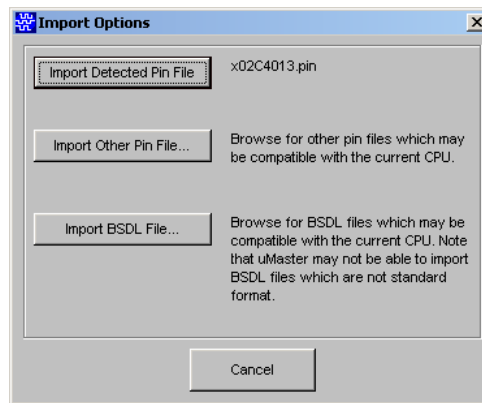 Import Options
Import Detected Pin File
x02C4013.pin
Import Other Pin File...
Browse for other pin files which may
be compatible with the current CPU.
Import BSDL File...
Browse for BSDL files which may be
compatible with the current CPU. Note
that uMaster may not be able to import
BSDL files which are not standard
format.
Cancel